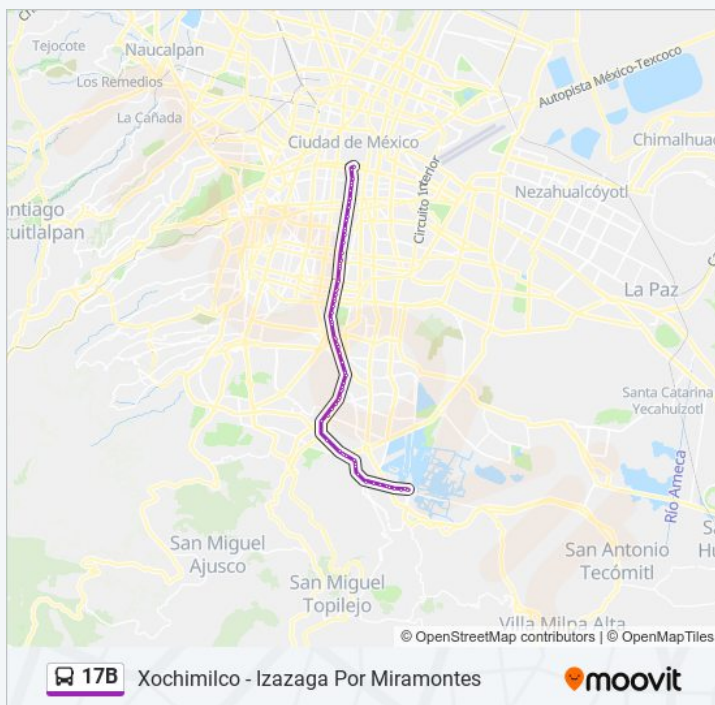 Tejocote
Naucalpan
Los Remedios
La Cañada
Autopista México-Texcoco
Ciudad de México
Chimalhuac
Circuito Interior
Nezahualcóyotl
antiago
cuitlalpan
La Paz
Santa Catarina
Yecahuizotl
Río Ameca
San Miguel
Ajusco
San Miguel
Topilejo
San Antonio
Tecómitl
Villa Milpa Alta
© OpenStreetMap contributors | © OpenMapTiles
17B Xochimilco - Izazaga Por Miramontes moovit